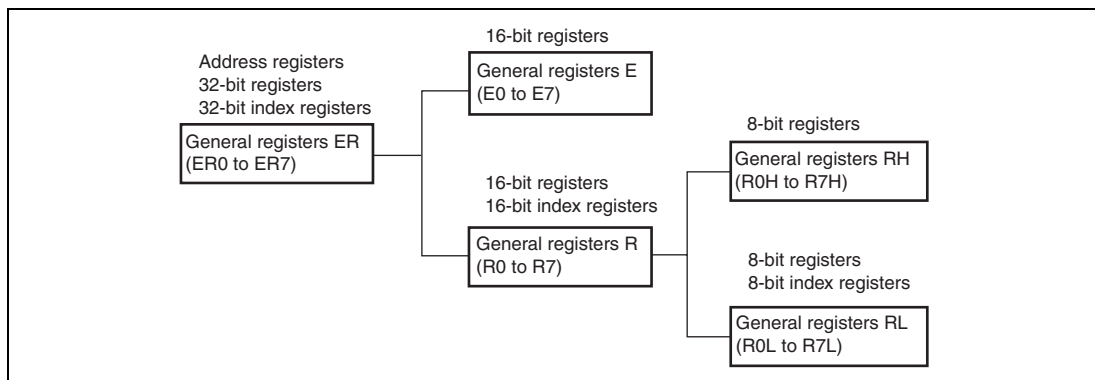 Address registers
32-bit registers
32-bit index registers
General registers ER
(ER0 to ER7)
16-bit registers
General registers E
(E0 to E7)
16-bit registers
16-bit index registers
General registers R
(R0 to R7)
8-bit registers
General registers RH
(R0H to R7H)
8-bit registers
8-bit index registers
General registers RL
(R0L to R7L)